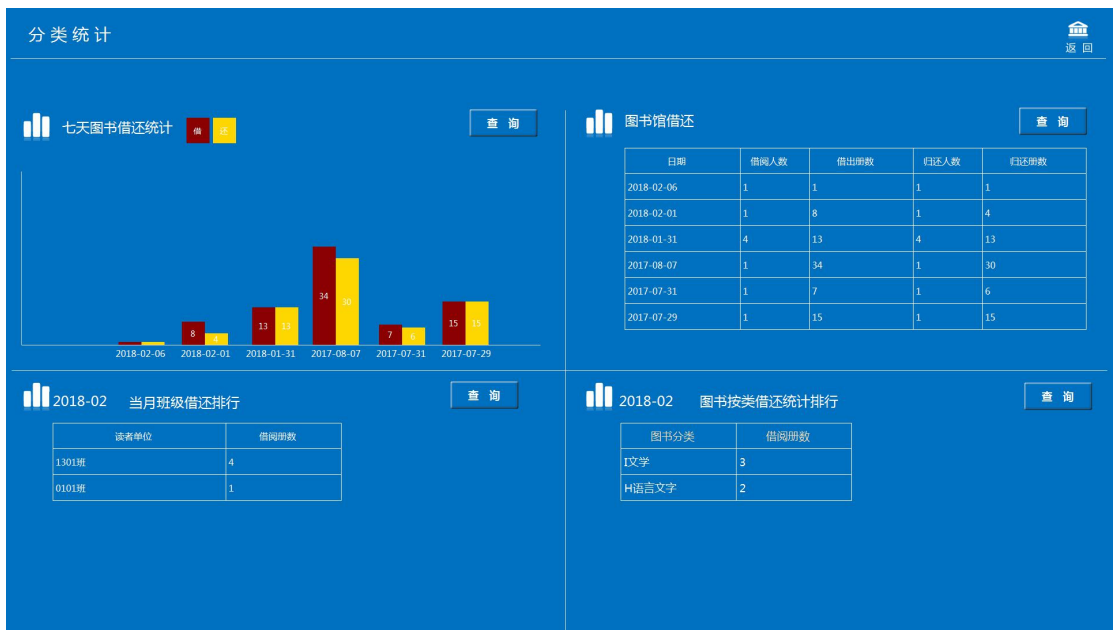 分类统计
返 回
七天图书借还统计 借 还 查 询
34 30
13 13
15 15
8 4
7 6
2018-02-06 2018-02-01 2018-01-31 2017-08-07 2017-07-31 2017-07-29
图书馆借还 查 询
日期 借阅人数 借出册数 归还人数 归还册数
2018-02-06 1 1 1 1
2018-02-01 1 8 1 4
2018-01-31 4 13 4 13
2017-08-07 1 34 1 30
2017-07-31 1 7 1 6
2017-07-29 1 15 1 15
2018-02 当月班级借还排行 查 询
读者单位 借阅册数
1301班 4
0101班 1
2018-02 图书按类借还统计排行 查 询
图书分类 借阅册数
I文学 3
H语言文字 2